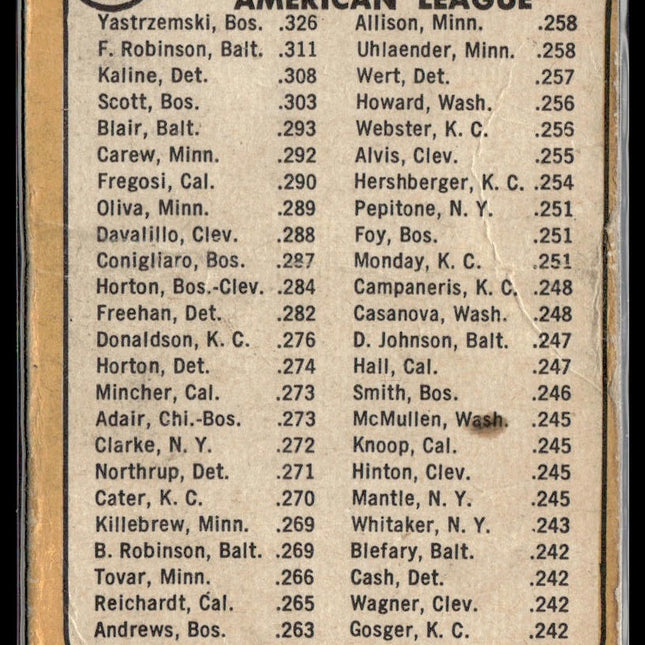 AMERICAN LEAGUE
Yastrzemski, Bos. .326
F. Robinson, Balt. .311
Kaline, Det. .308
Scott, Bos. .303
Blair, Balt. .293
Carew, Minn. .292
Fregosi, Cal. .290
Oliva, Minn. .289
Davalillo, Clev. .288
Conigliaro, Bos. .287
Horton, Bos.-Clev. .284
Freehan, Det. .282
Donaldson, K. C. .276
Horton, Det. .274
Mincher, Cal. .273
Adair, Chi.-Bos. .273
Clarke, N. Y. .272
Northrup, Det. .271
Cater, K. C. .270
Killebrew, Minn. .269
B. Robinson, Balt. .269
Tovar, Minn. .266
Reichardt, Cal. .265
Andrews, Bos. .263
Allison, Minn. .258
Uhlaender, Minn. .258
Wert, Det. .257
Howard, Wash. .256
Webster, K. C. .256
Alvis, Clev. .255
Hershberger, K. C. .254
Pepitone, N. Y. .251
Foy, Bos. .251
Monday, K. C. .251
Campaneris, K. C. .248
Casanova, Wash. .248
D. Johnson, Balt. .247
Hall, Cal. .247
Smith, Bos. .246
McMullen, Wash. .245
Knoop, Cal. .245
Hinton, Clev. .245
Mantle, N. Y. .245
Whitaker, N. Y. .243
Blefary, Balt. .242
Cash, Det. .242
Wagner, Clev. .242
Gosger, K. C. .242